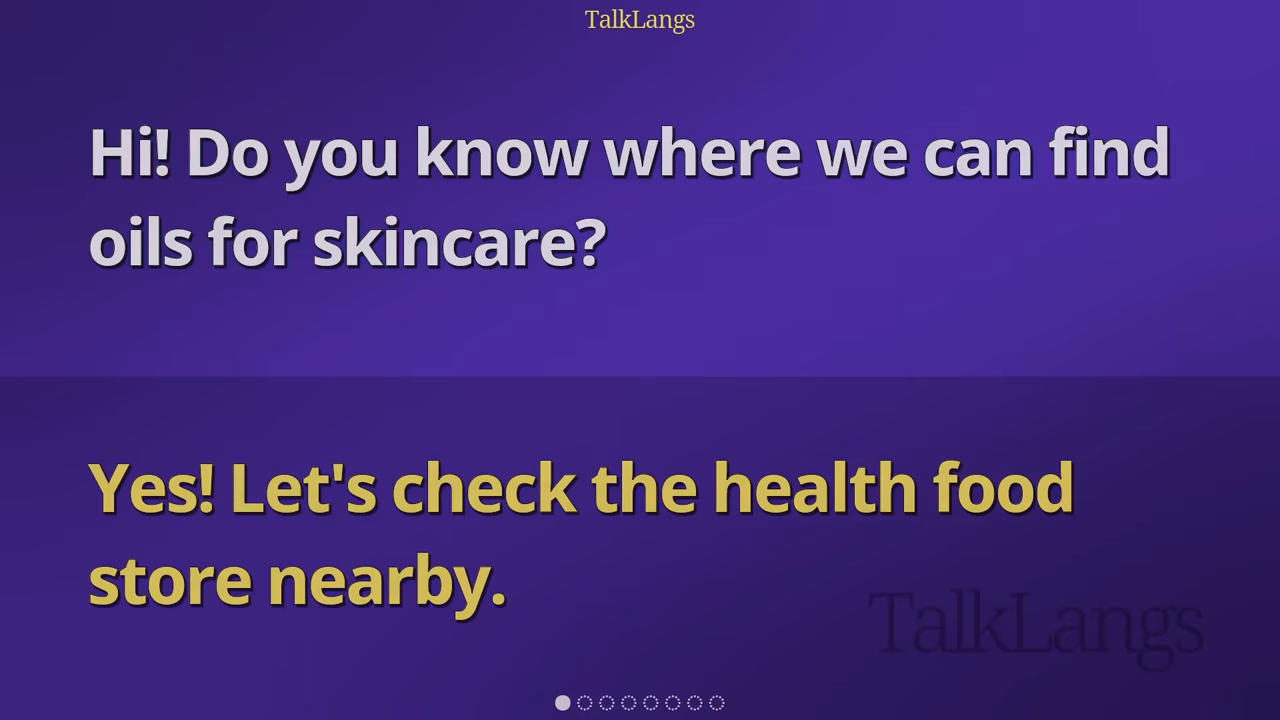 TalkLangs
Hi! Do you know where we can find
oils for skincare?
Yes! Let's check the health food
store nearby.
TalkLangs